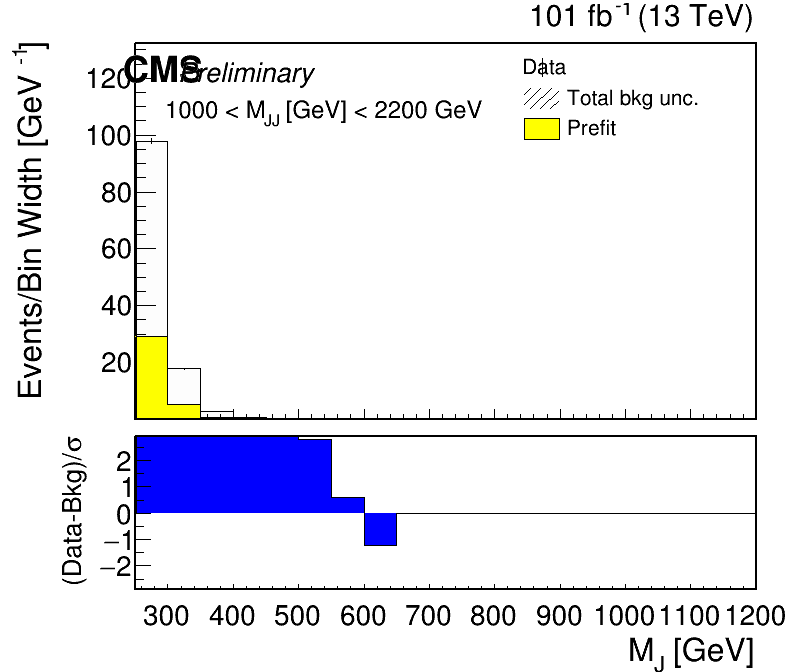 101 fb⁻¹ (13 TeV)
CMS Preliminary
1000 < M_JJ [GeV] < 2200 GeV
Data
Total bkg unc.
Prefit
Events/Bin Width [GeV⁻¹]
120
100
80
60
40
20
(Data-Bkg)/σ
2
1
0
−1
−2
300 400 500 600 700 800 900 1000 1100 1200
M_J [GeV]